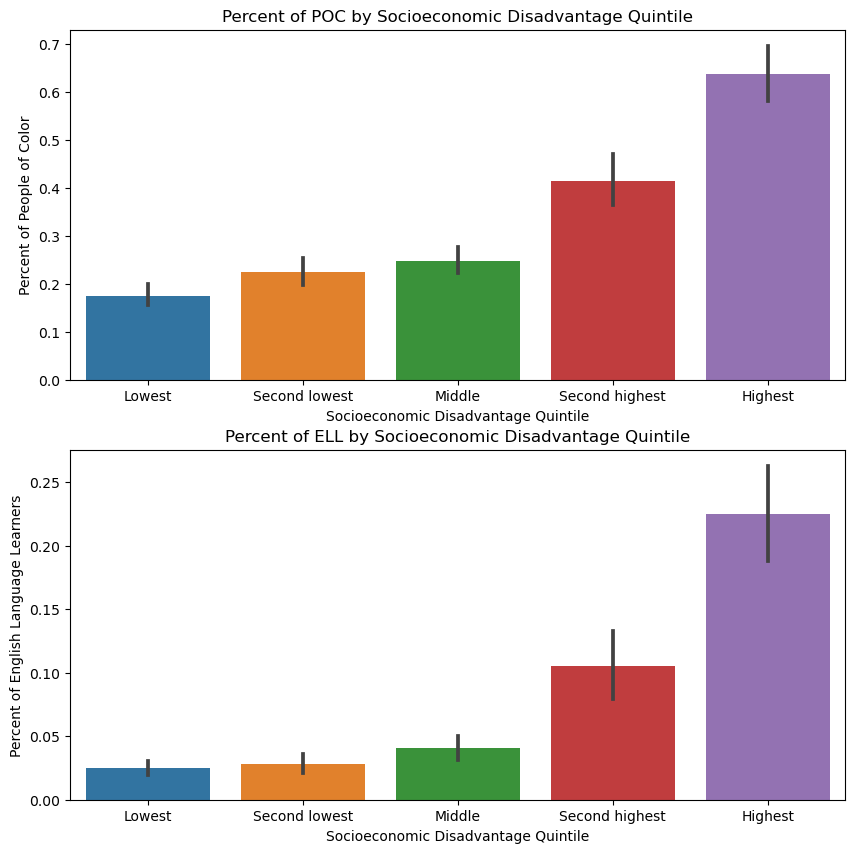 Percent of POC by Socioeconomic Disadvantage Quintile
Percent of People of Color
0.7
0.6
0.5
0.4
0.3
0.2
0.1
0.0
Lowest Second lowest Middle Second highest Highest
Socioeconomic Disadvantage Quintile
Percent of ELL by Socioeconomic Disadvantage Quintile
Percent of English Language Learners
0.25
0.20
0.15
0.10
0.05
0.00
Lowest Second lowest Middle Second highest Highest
Socioeconomic Disadvantage Quintile